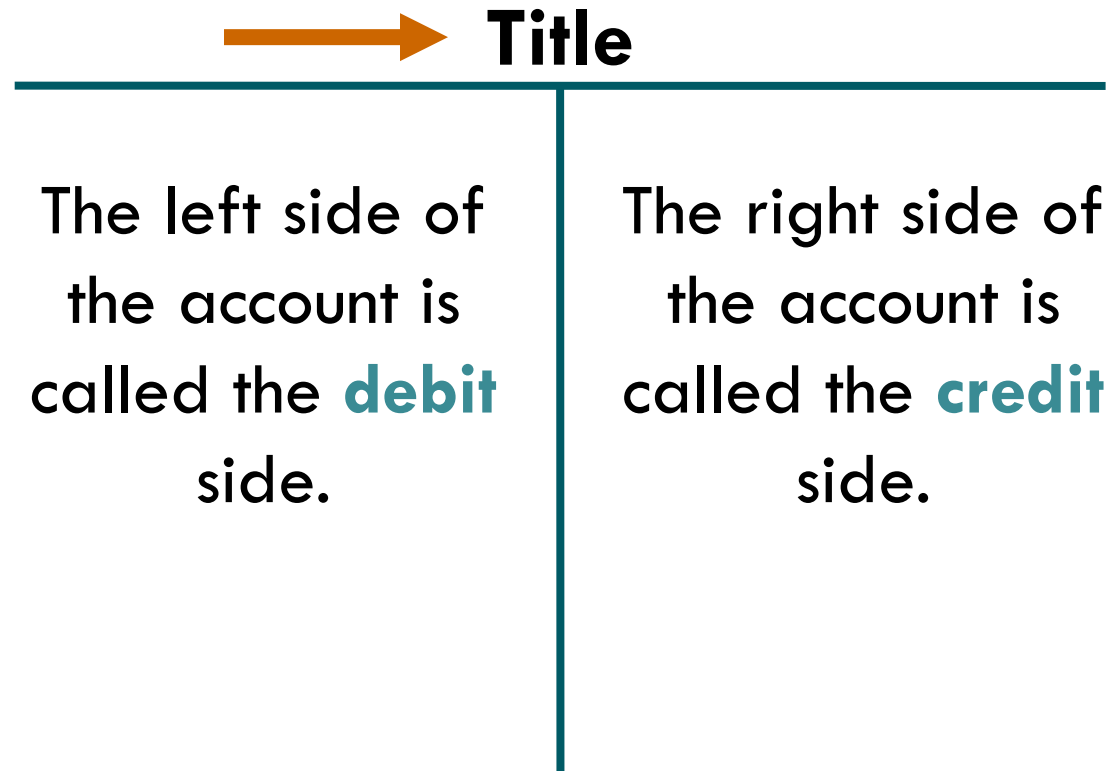 Title
The left side of
the account is
called the debit
side.
The right side of
the account is
called the credit
side.